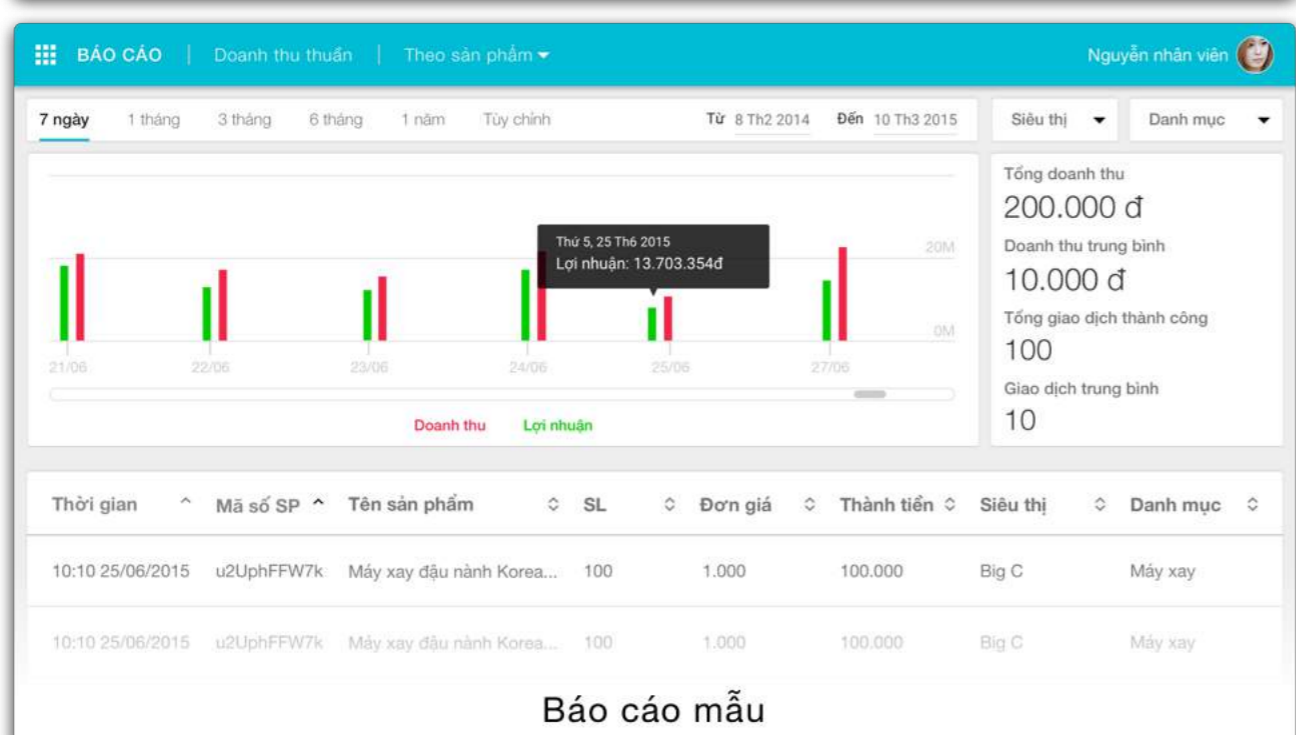 BÁO CÁO | Doanh thu thuần | Theo sản phẩm
Nguyễn nhân viên
7 ngày 1 tháng 3 tháng 6 tháng 1 năm Tùy chỉnh Từ 8 Th2 2014 Đến 10 Th3 2015
Siêu thị Danh mục
Thứ 5, 25 Th6 2015
Lợi nhuận: 13.703.354đ
20M
0M
21/06 22/06 23/06 24/06 25/06 27/06
Doanh thu Lợi nhuận
Tổng doanh thu
200.000 đ
Doanh thu trung bình
10.000 đ
Tổng giao dịch thành công
100
Giao dịch trung bình
10
Thời gian Mã số SP Tên sản phẩm SL Đơn giá Thành tiền Siêu thị Danh mục
10:10 25/06/2015 u2UphFFW7k Máy xay đậu nành Korea... 100 1.000 100.000 Big C Máy xay
10:10 25/06/2015 u2UphFFW7k Máy xay đậu nành Korea... 100 1.000 100.000 Big C Máy xay
Báo cáo mẫu